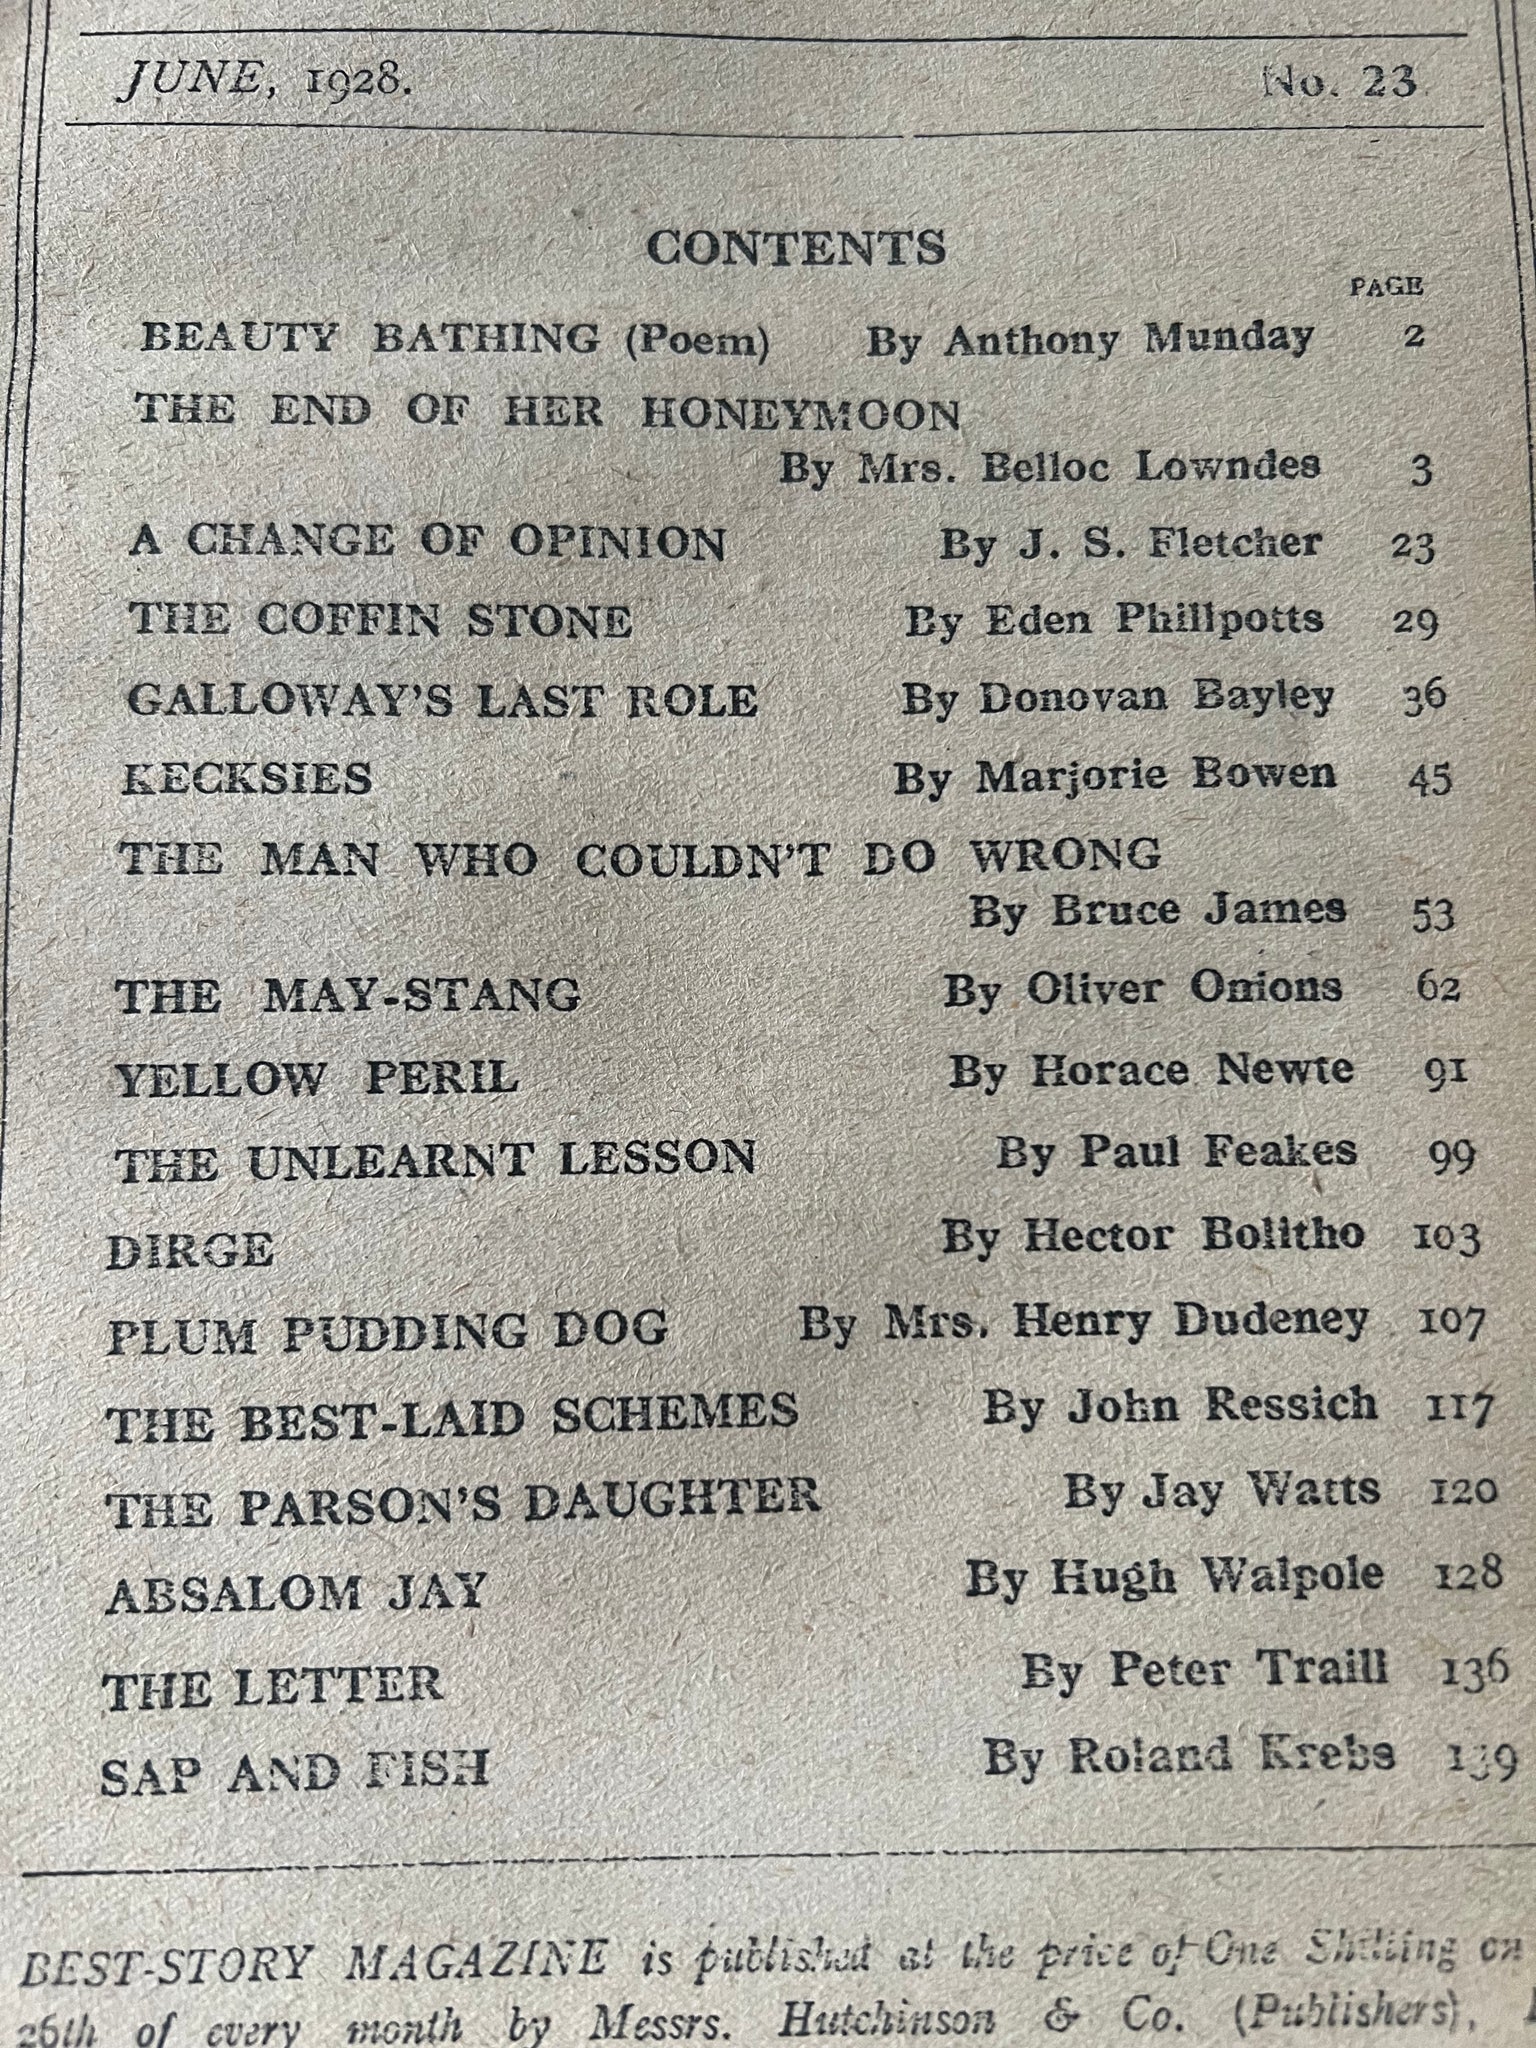 JUNE, 1928. No. 23.
CONTENTS
PAGE
BEAUTY BATHING (Poem) By Anthony Munday 2
THE END OF HER HONEYMOON
By Mrs. Belloc Lowndes 3
A CHANGE OF OPINION By J. S. Fletcher 23
THE COFFIN STONE By Eden Phillpotts 29
GALLOWAY'S LAST ROLE By Donovan Bayley 36
KECKSIES By Marjorie Bowen 45
THE MAN WHO COULDN'T DO WRONG
By Bruce James 53
THE MAY-STANG By Oliver Onions 62
YELLOW PERIL By Horace Newte 91
THE UNLEARNT LESSON By Paul Feakes 99
DIRGE By Hector Bolitho 103
PLUM PUDDING DOG By Mrs. Henry Dudeney 107
THE BEST-LAID SCHEMES By John Ressich 117
THE PARSON'S DAUGHTER By Jay Watts 120
ABSALOM JAY By Hugh Walpole 128
THE LETTER By Peter Traill 136
SAP AND FISH By Roland Krebs 139
BEST-STORY MAGAZINE is published at the price of One Shilling on
26th of every month by Messrs. Hutchinson & Co. (Publishers),